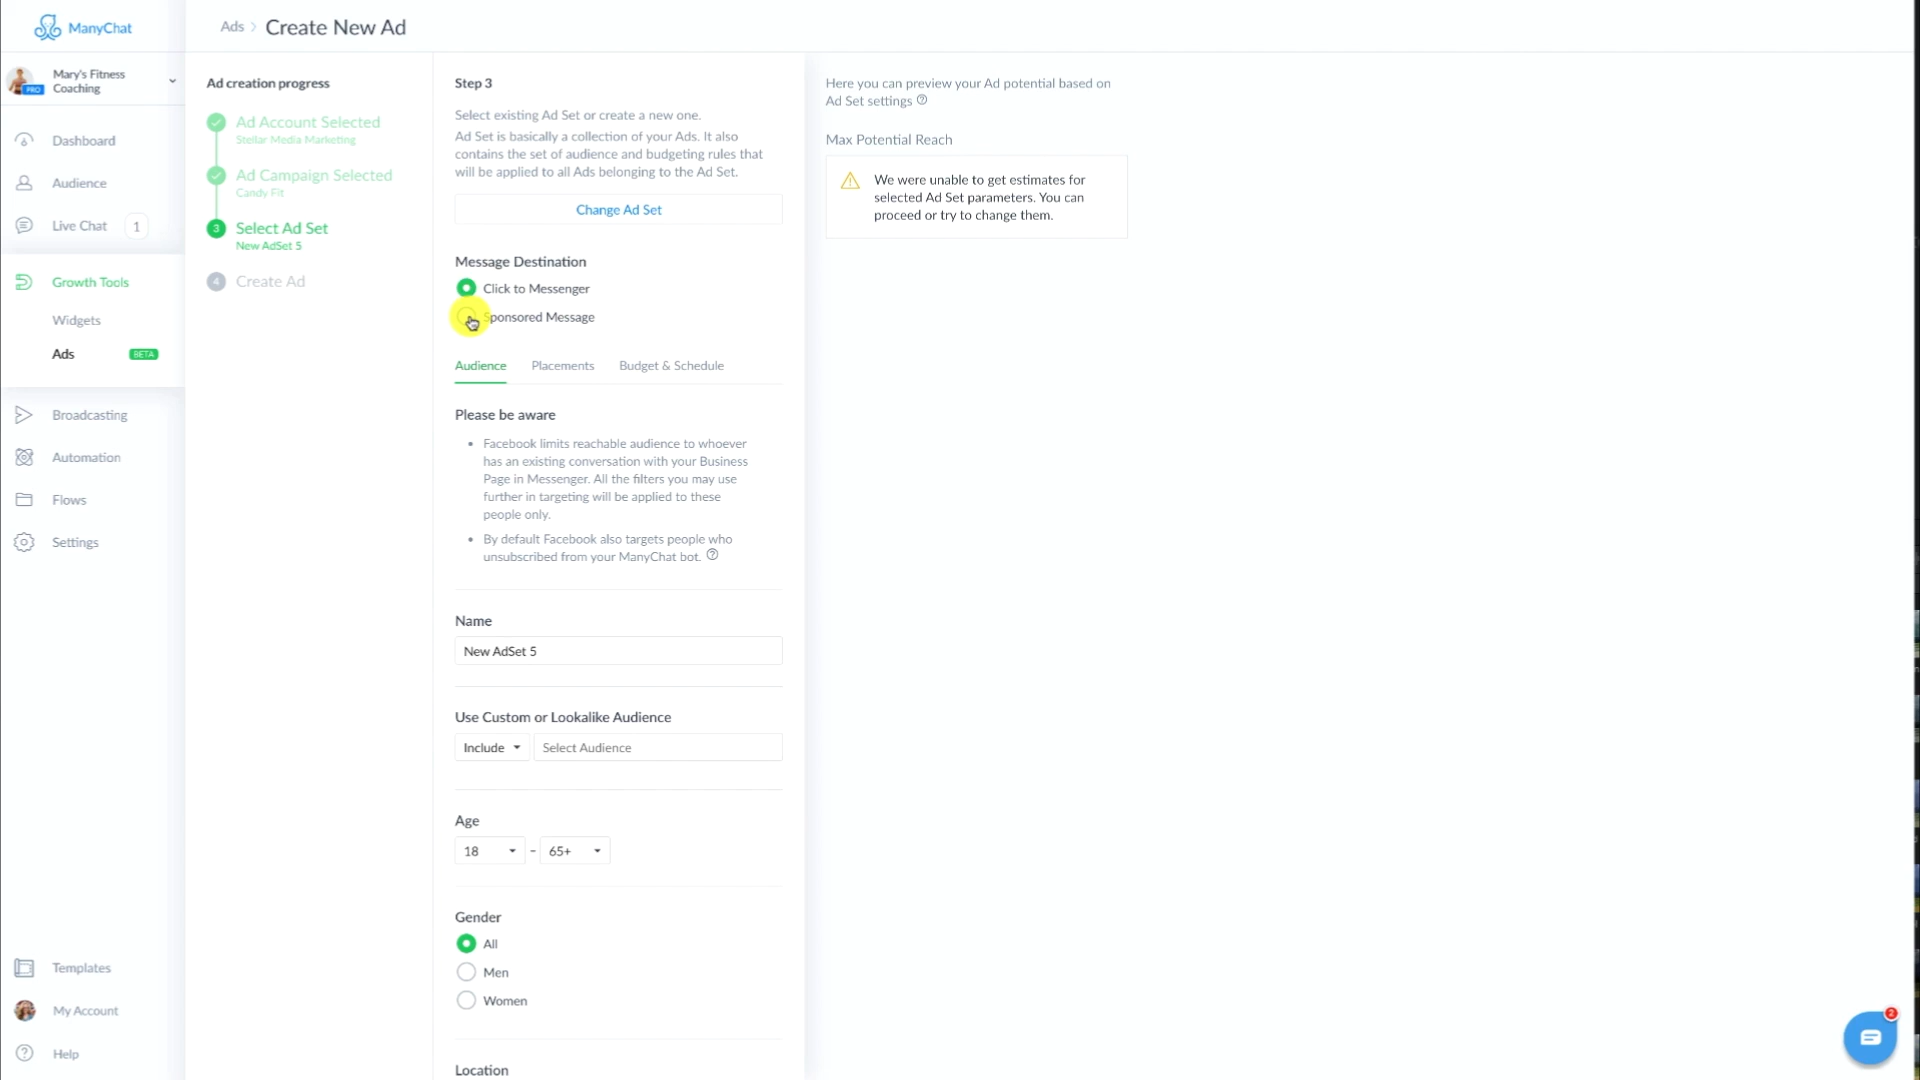 ManyChat
Ads > Create New Ad
Mary's Fitness
Coaching
PRO
Dashboard
Audience
Live Chat 1
Growth Tools
Widgets
Ads BETA
Broadcasting
Automation
Flows
Settings
Templates
My Account
Help
Ad creation progress
Ad Account Selected
Stellar Media Marketing
Ad Campaign Selected
Candy Fit
3 Select Ad Set
New AdSet 5
4 Create Ad
Step 3
Select existing Ad Set or create a new one.
Ad Set is basically a collection of your Ads. It also
contains the set of audience and budgeting rules that
will be applied to all Ads belonging to the Ad Set.
Change Ad Set
Message Destination
Click to Messenger
Sponsored Message
Audience Placements Budget & Schedule
Please be aware
• Facebook limits reachable audience to whoever
has an existing conversation with your Business
Page in Messenger. All the filters you may use
further in targeting will be applied to these
people only.
• By default Facebook also targets people who
unsubscribed from your ManyChat bot. ?
Name
New AdSet 5
Use Custom or Lookalike Audience
Include Select Audience
Age
18 - 65+
Gender
All
Men
Women
Location
Here you can preview your Ad potential based on
Ad Set settings ?
Max Potential Reach
We were unable to get estimates for
selected Ad Set parameters. You can
proceed or try to change them.
2